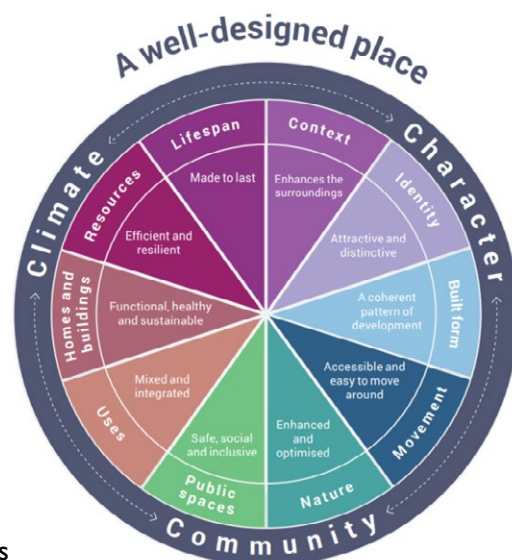 A well-designed place
Climate
Character
Community
Context
Enhances the
surroundings
Identity
Attractive and
distinctive
Built form
A coherent
pattern of
development
Movement
Accessible and
easy to move
around
Nature
Enhanced
and
optimised
Public
spaces
Safe, social
and inclusive
Uses
Mixed and
integrated
Homes and
buildings
Functional, healthy
and sustainable
Resources
Efficient and
resilient
Lifespan
Made to last
s